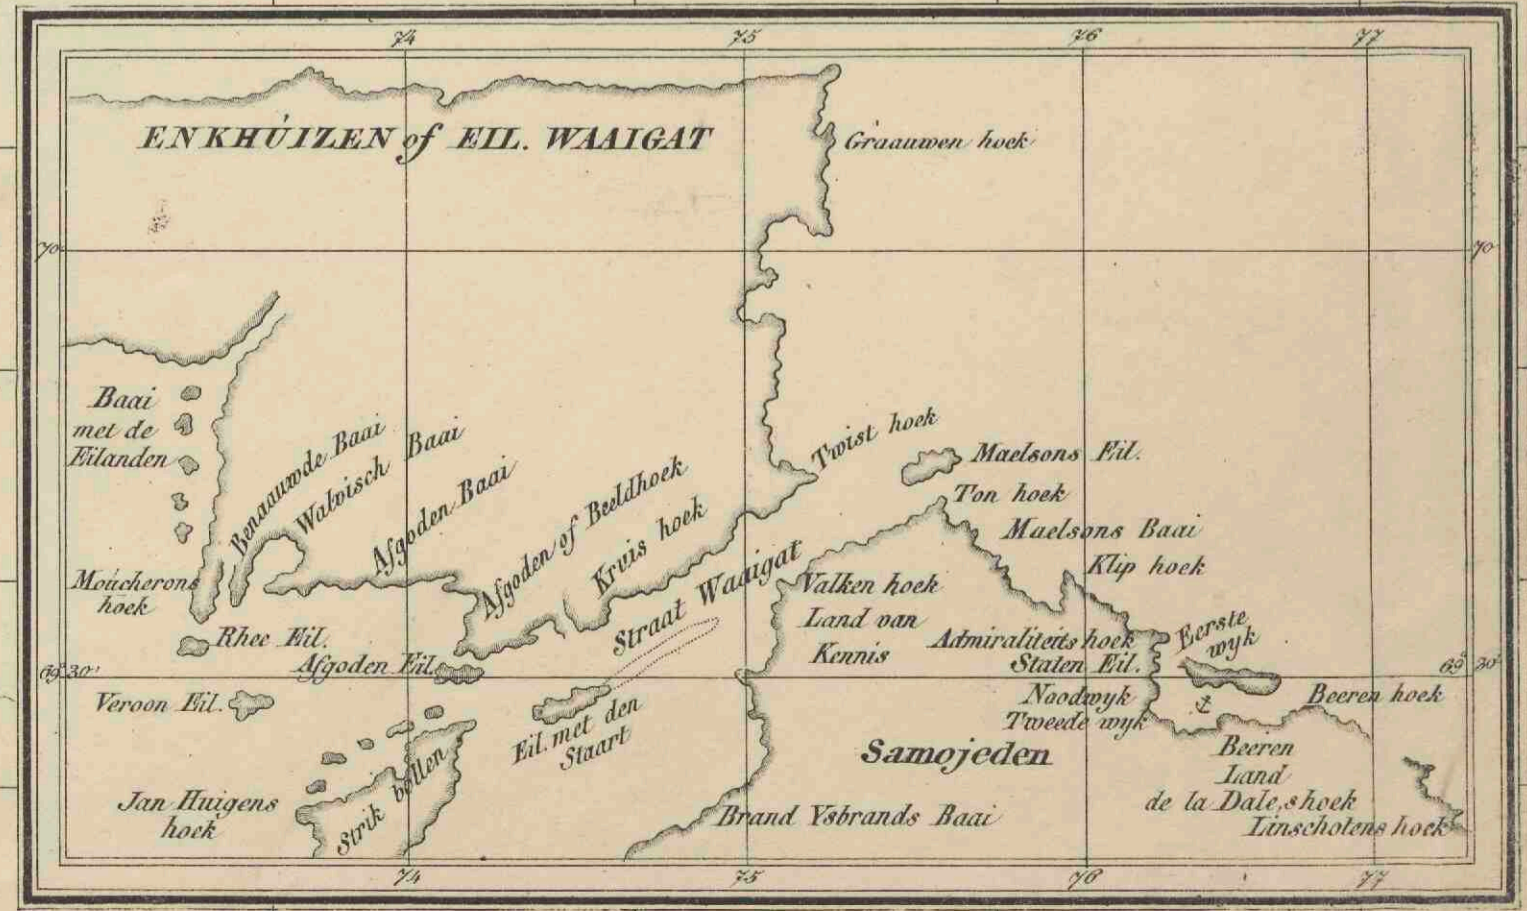 74 75 76 77
ENKHÚIZEN of EIL. WAAIGAT
Graauwen hoek
70 70
Baai
met de
Eilanden
Benaauwde Baai
Walvisch Baai
Afgoden Baai
Afgoden of Beeldhoek
Kruis hoek
Twist hoek
Maelsons Eil.
Ton hoek
Maelsons Baai
Klip hoek
Moúcherons
hoek
Straat Waaigat
Valken hoek
Land van
Kennis
Admiraliteits hoek
Staten Eil.
Eerste
wyk
Rhee Eil.
Afgoden Eil.
69° 30' 69° 30'
Veroon Eil.
Eil. met den
Staart
Noodwyk
Tweede wyk
Beeren hoek
Samojeden
Beeren
Land
de la Dale,s hoek
Linschotens hoek
Jan Huigens
hoek
Strik bollen
Brand Ysbrands Baai
74 75 76 77